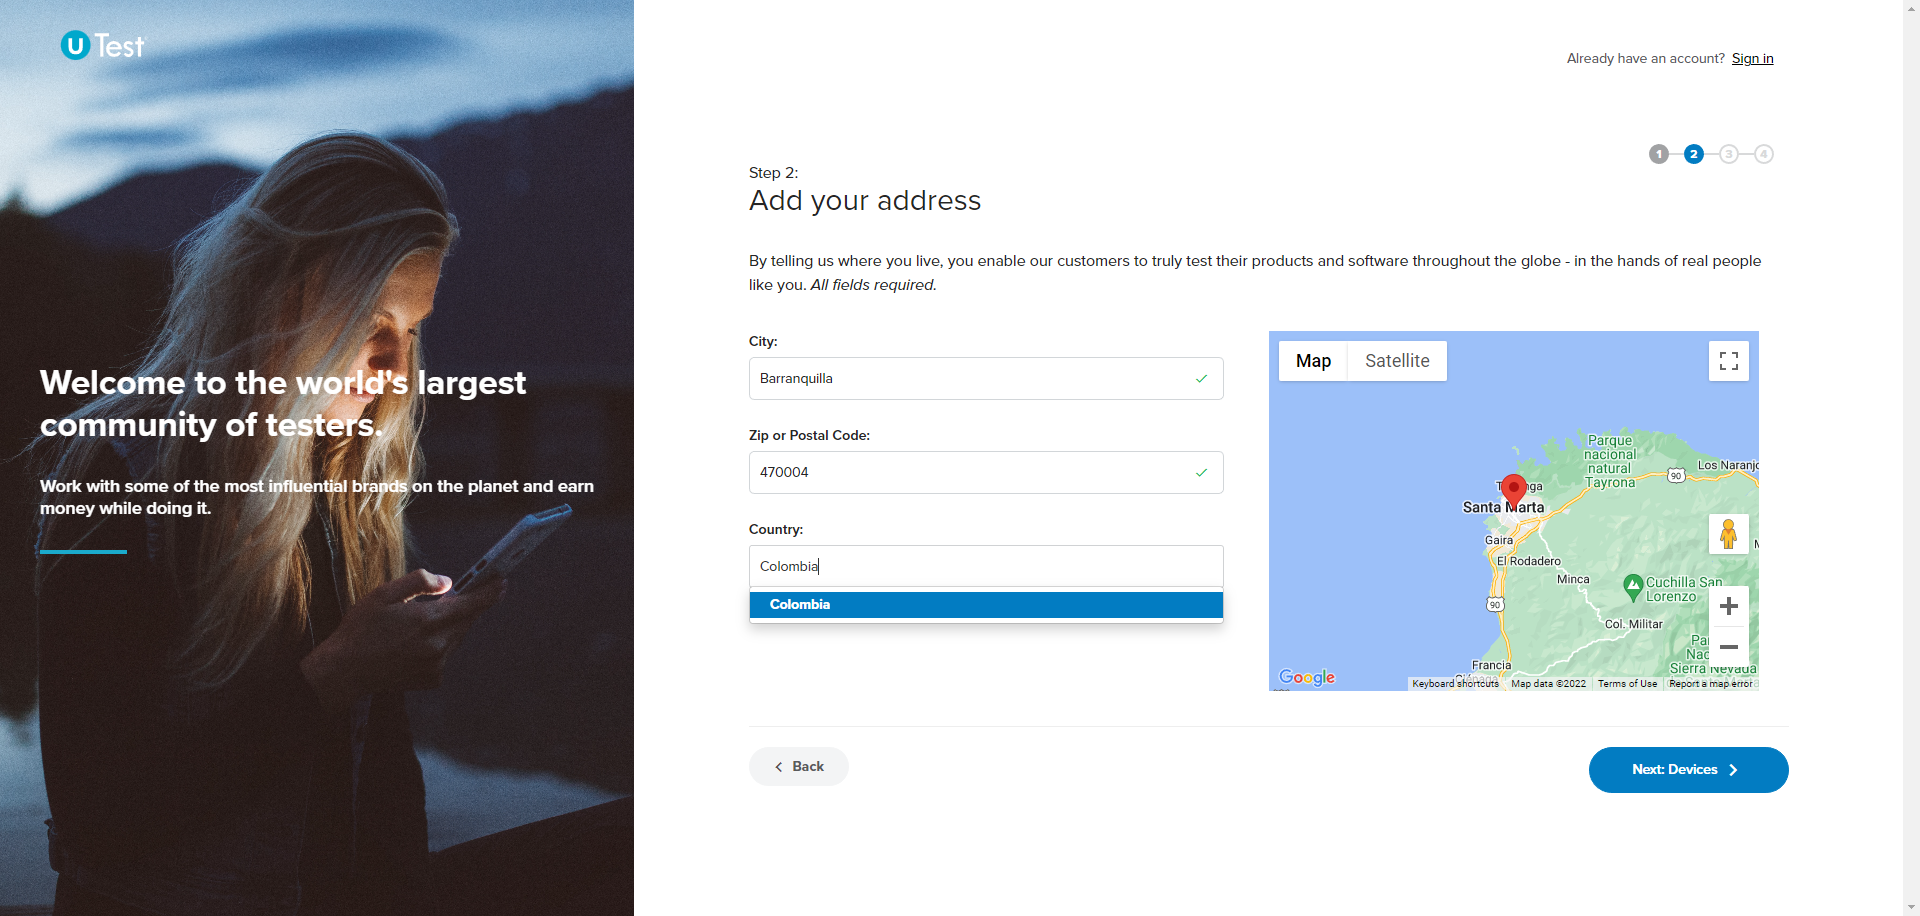 U Test
Welcome to the world's largest
community of testers.
Work with some of the most influential brands on the planet and earn
money while doing it.
Already have an account? Sign in
1 2 3 4
Step 2:
Add your address
By telling us where you live, you enable our customers to truly test their products and software throughout the globe - in the hands of real people
like you. All fields required.
City:
Barranquilla
Zip or Postal Code:
470004
Country:
Colombia
Colombia
Map Satellite
Parque
nacional
natural
Tayrona
Los Naranjo
90
Santa Marta
Gaira
El Rodadero
Minca
Cuchilla San
Lorenzo
90
Col. Militar
Francia
Sierra Nevada
Google
Keyboard shortcuts Map data ©2022 Terms of Use Report a map error
Back
Next: Devices